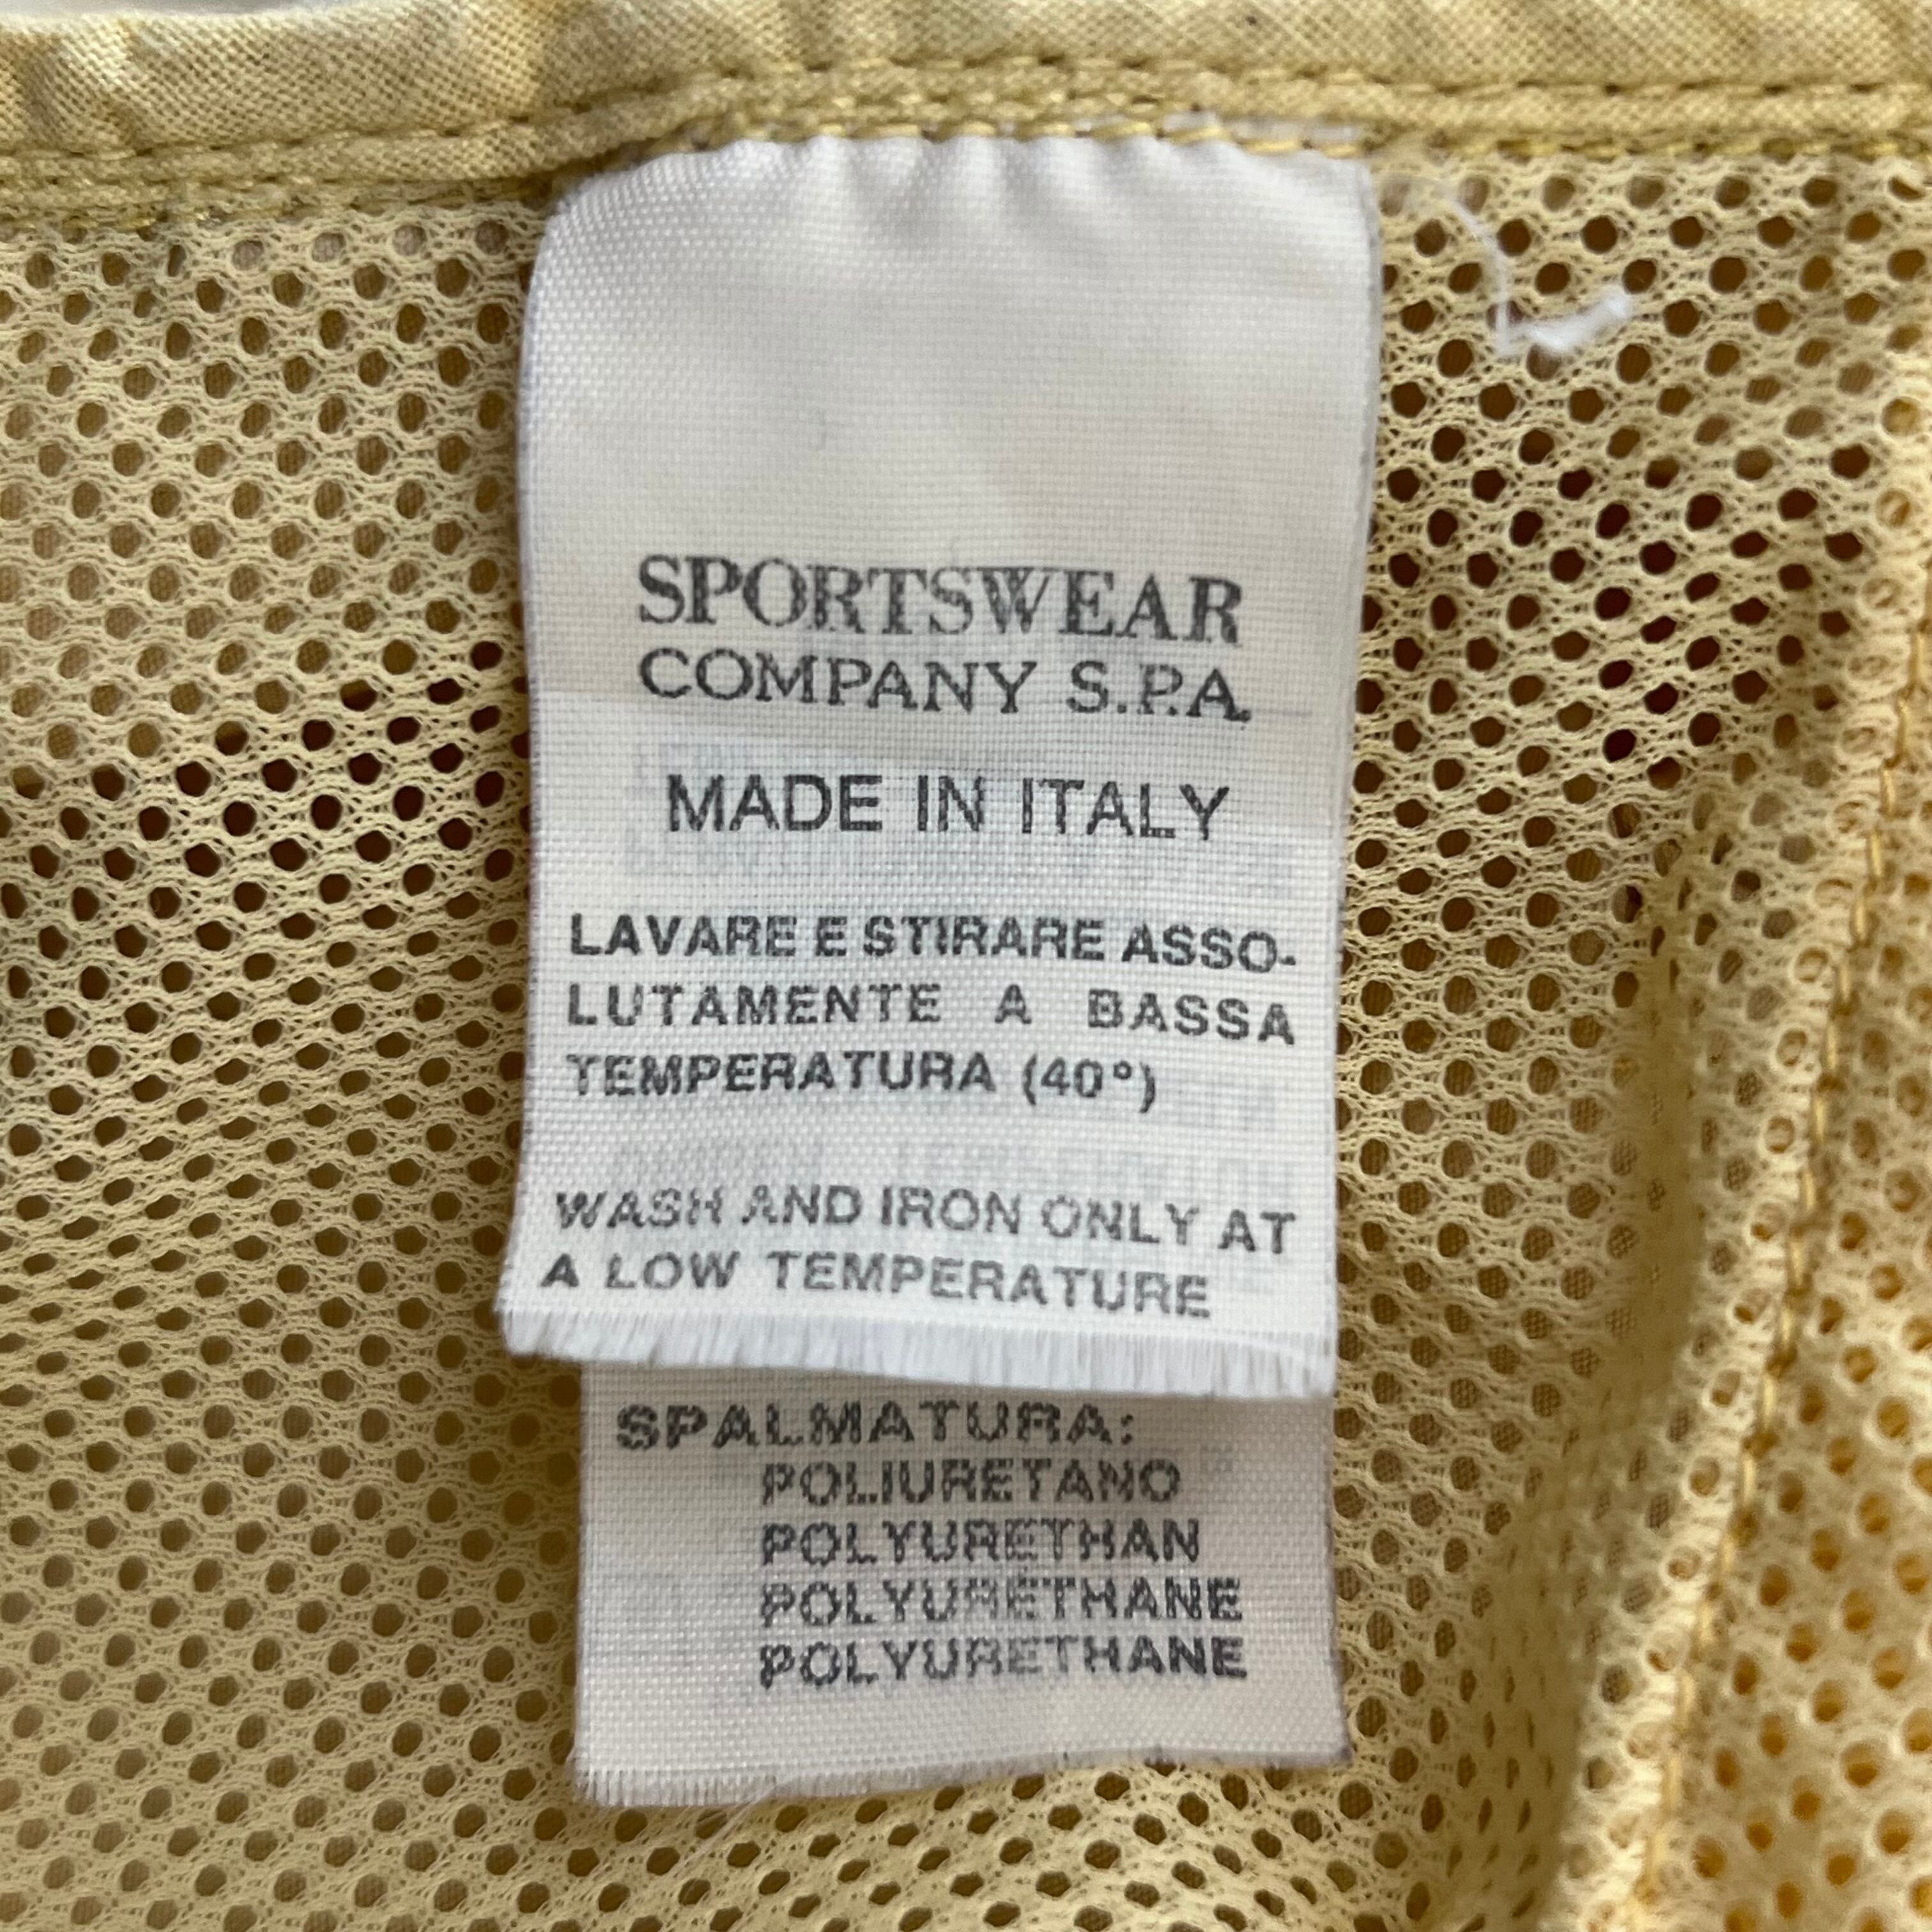 SPORTSWEAR
COMPANY S.P.A.
MADE IN ITALY
LAVARE E STIRARE ASSO-
LUTAMENTE A BASSA
TEMPERATURA (40°)
WASH AND IRON ONLY AT
A LOW TEMPERATURE
SPALMATURA:
POLIURETANO
POLYURETHAN
POLYURETHANE
POLYURETHANE